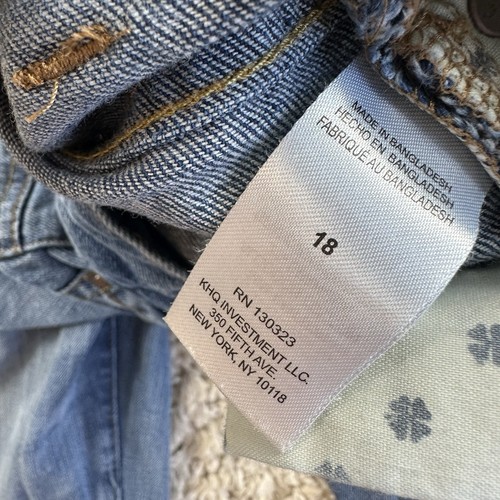 MADE IN BANGLADESH
HECHO EN BANGLADESH
FABRIQUE AU BANGLADESH
18
RN 130323
KHQ INVESTMENT LLC.
350 FIFTH AVE.
NEW YORK, NY 10118